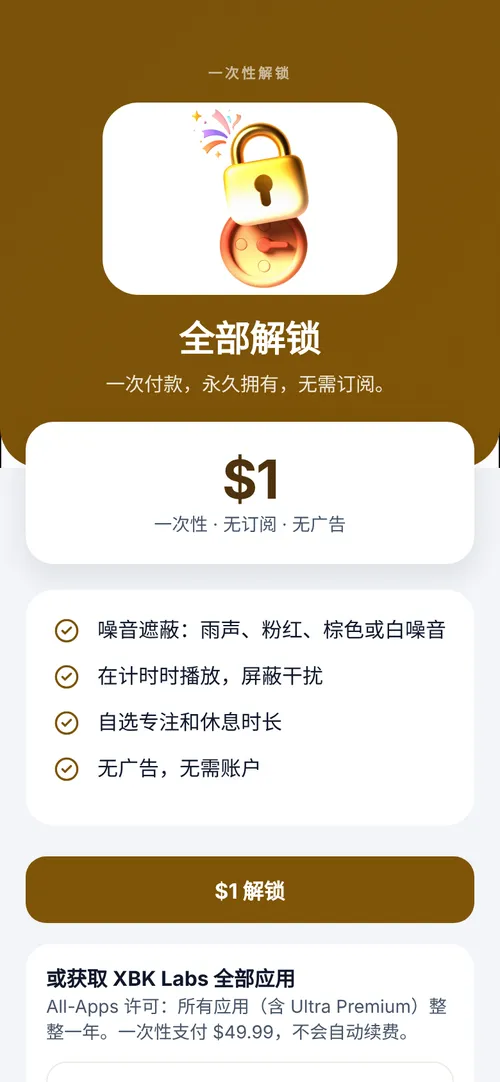 一次性解锁
全部解锁
一次付款，永久拥有，无需订阅。
$1
一次性 · 无订阅 · 无广告
噪音遮蔽：雨声、粉红、棕色或白噪音
在计时时播放，屏蔽干扰
自选专注和休息时长
无广告，无需账户
$1 解锁
或获取 XBK Labs 全部应用
All-Apps 许可：所有应用（含 Ultra Premium）整
整一年。一次性支付 $49.99，不会自动续费。